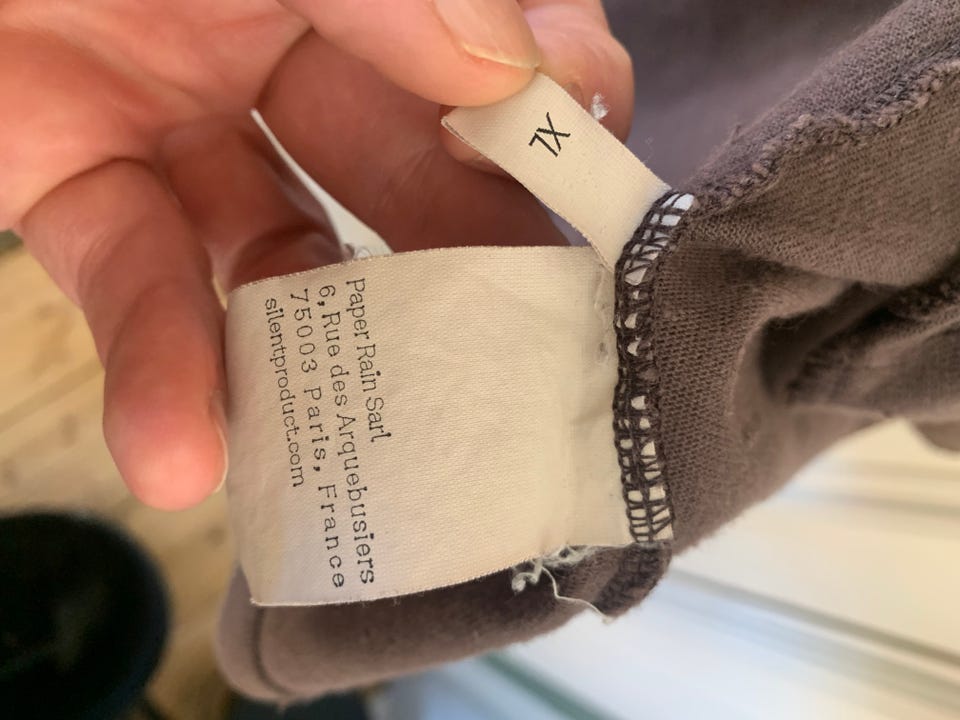 XL
Paper Rain Sarl
6, Rue des Arquebusiers
75003 Paris, France
silentproduct.com